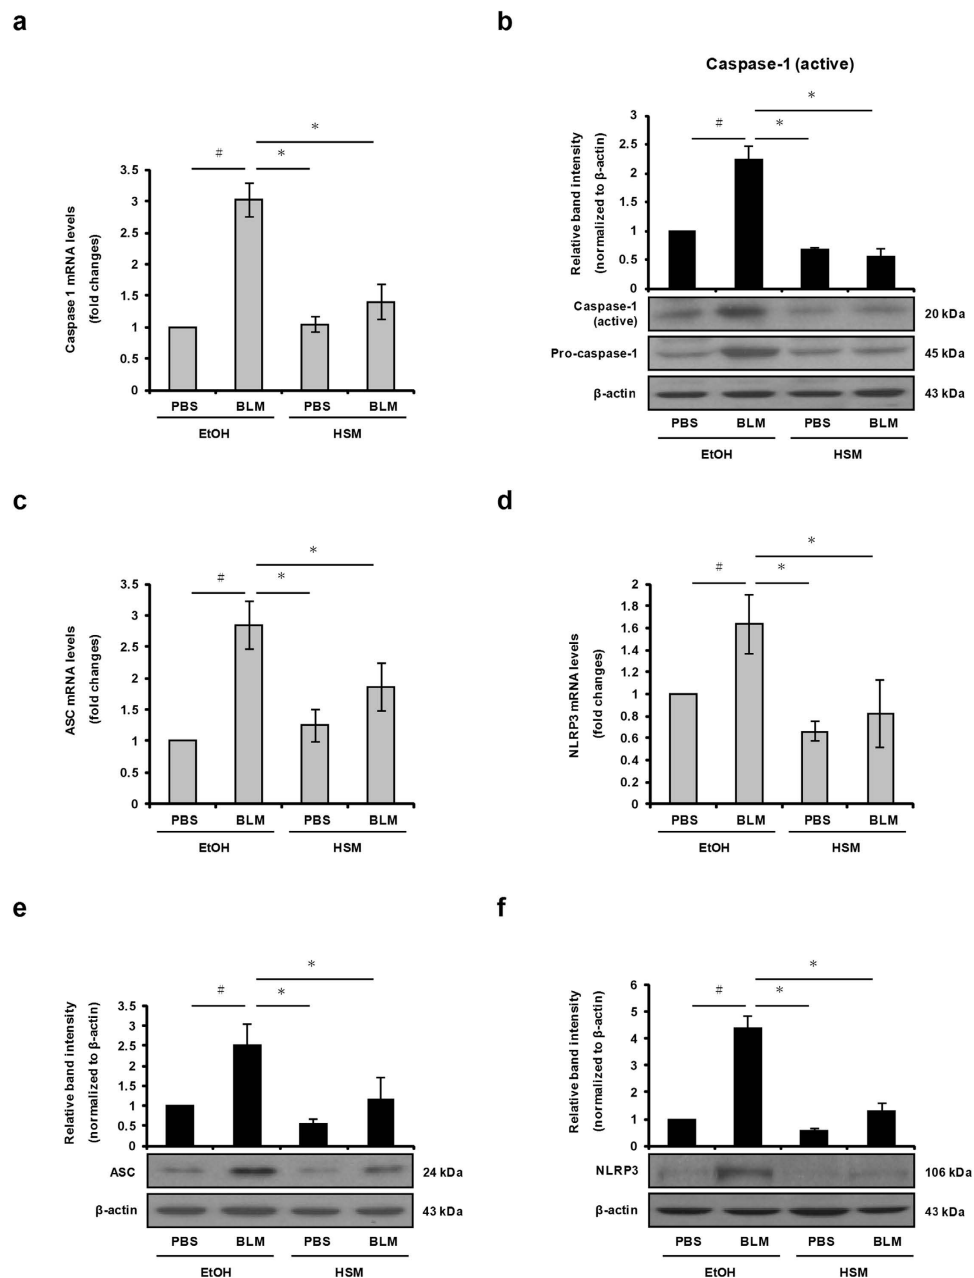 a
Caspase 1 mRNA levels
(fold changes)
3.5
3
2.5
2
1.5
1
0.5
0
#
*
*
PBS BLM PBS BLM
EtOH HSM
b
Caspase-1 (active)
Relative band intensity
(normalized to β-actin)
3
2.5
2
1.5
1
0.5
0
#
*
*
Caspase-1
(active)
20 kDa
Pro-caspase-1
45 kDa
β-actin
43 kDa
PBS BLM PBS BLM
EtOH HSM
c
ASC mRNA levels
(fold changes)
3.5
3
2.5
2
1.5
1
0.5
0
#
*
*
PBS BLM PBS BLM
EtOH HSM
d
NLRP3 mRNA levels
(fold changes)
2
1.8
1.6
1.4
1.2
1
0.8
0.6
0.4
0.2
0
#
*
*
PBS BLM PBS BLM
EtOH HSM
e
Relative band intensity
(normalized to β-actin)
3.5
3
2.5
2
1.5
1
0.5
0
#
*
*
ASC
24 kDa
β-actin
43 kDa
PBS BLM PBS BLM
EtOH HSM
f
Relative band intensity
(normalized to β-actin)
6
5
4
3
2
1
0
#
*
*
NLRP3
106 kDa
β-actin
43 kDa
PBS BLM PBS BLM
EtOH HSM